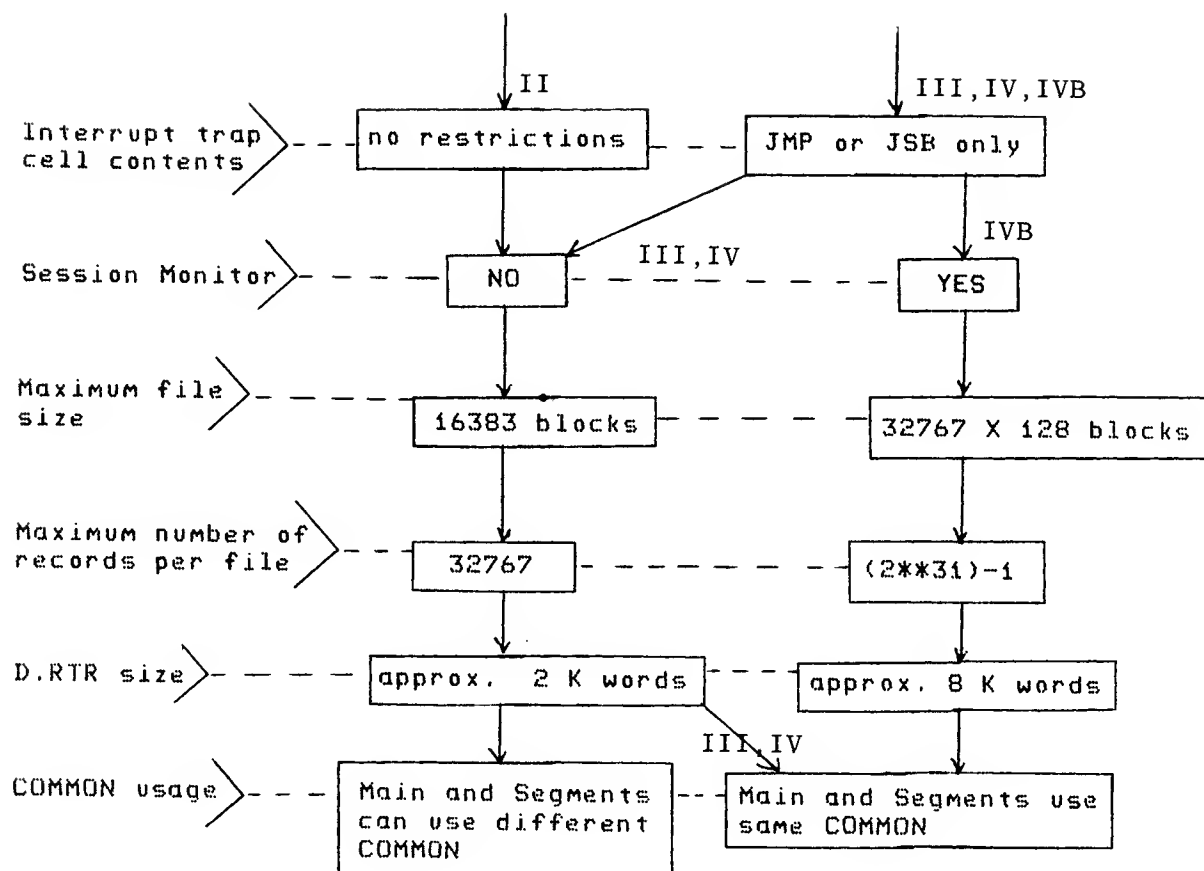 II
III,IV,IVB
Interrupt trap
cell contents
no restrictions
JMP or JSB only
IVB
III,IV
Session Monitor
NO
YES
Maximum file
size
16383 blocks
32767 X 128 blocks
Maximum number of
records per file
32767
(2**31)-1
D.RTR size
approx. 2 K words
approx. 8 K words
III,IV
COMMON usage
Main and Segments
can use different
COMMON
Main and Segments use
same COMMON